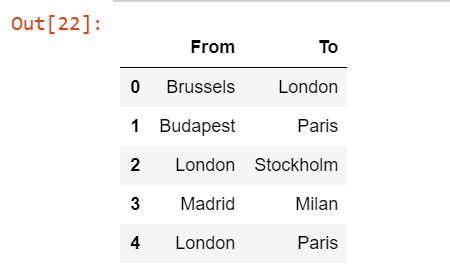 Out[22]:
From To
0 Brussels London
1 Budapest Paris
2 London Stockholm
3 Madrid Milan
4 London Paris